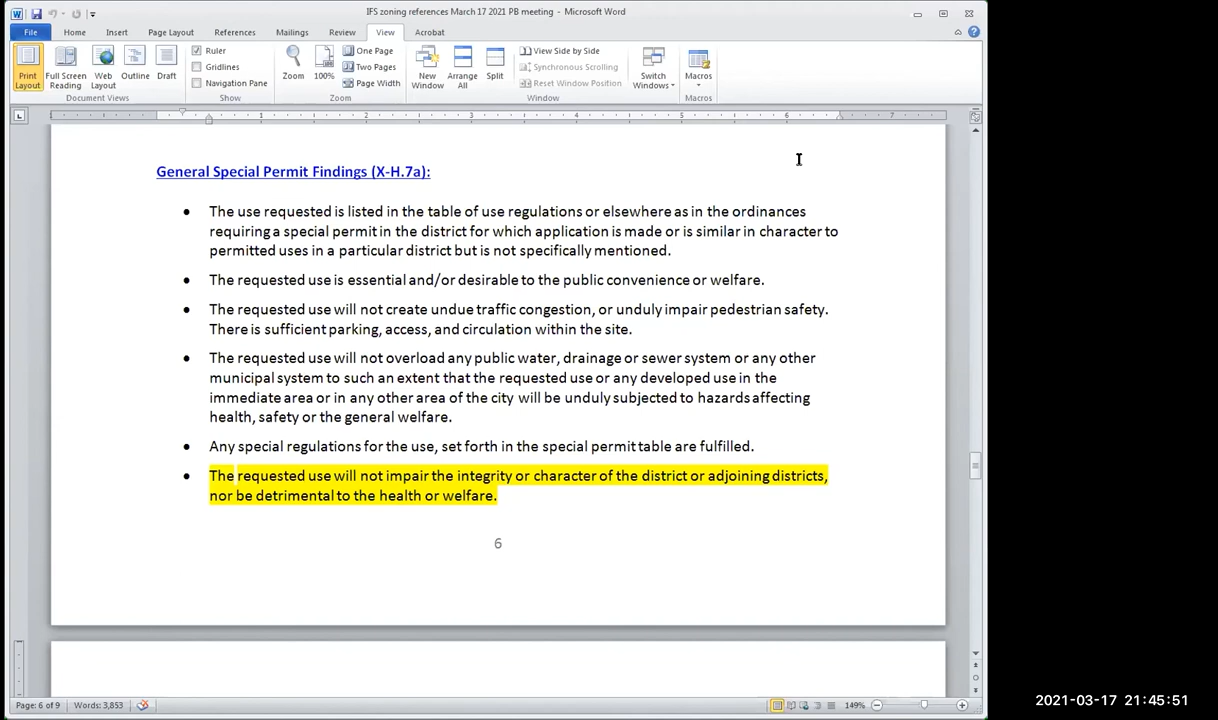 IFS zoning references March 17 2021 PB meeting - Microsoft Word
File Home Insert Page Layout References Mailings Review View Acrobat
Print Layout
Full Screen Reading
Web Layout
Outline
Draft
Document Views
Ruler
Gridlines
Navigation Pane
Show
Zoom
100%
One Page
Two Pages
Page Width
Zoom
New Window
Arrange All
Split
View Side by Side
Synchronous Scrolling
Reset Window Position
Window
Switch Windows
Macros
Macros
1 2 3 4 5 6 7
General Special Permit Findings (X-H.7a):
• The use requested is listed in the table of use regulations or elsewhere as in the ordinances
requiring a special permit in the district for which application is made or is similar in character to
permitted uses in a particular district but is not specifically mentioned.
• The requested use is essential and/or desirable to the public convenience or welfare.
• The requested use will not create undue traffic congestion, or unduly impair pedestrian safety.
There is sufficient parking, access, and circulation within the site.
• The requested use will not overload any public water, drainage or sewer system or any other
municipal system to such an extent that the requested use or any developed use in the
immediate area or in any other area of the city will be unduly subjected to hazards affecting
health, safety or the general welfare.
• Any special regulations for the use, set forth in the special permit table are fulfilled.
• The requested use will not impair the integrity or character of the district or adjoining districts,
nor be detrimental to the health or welfare.
6
Page: 6 of 9 Words: 3,853 149%
2021-03-17 21:45:51